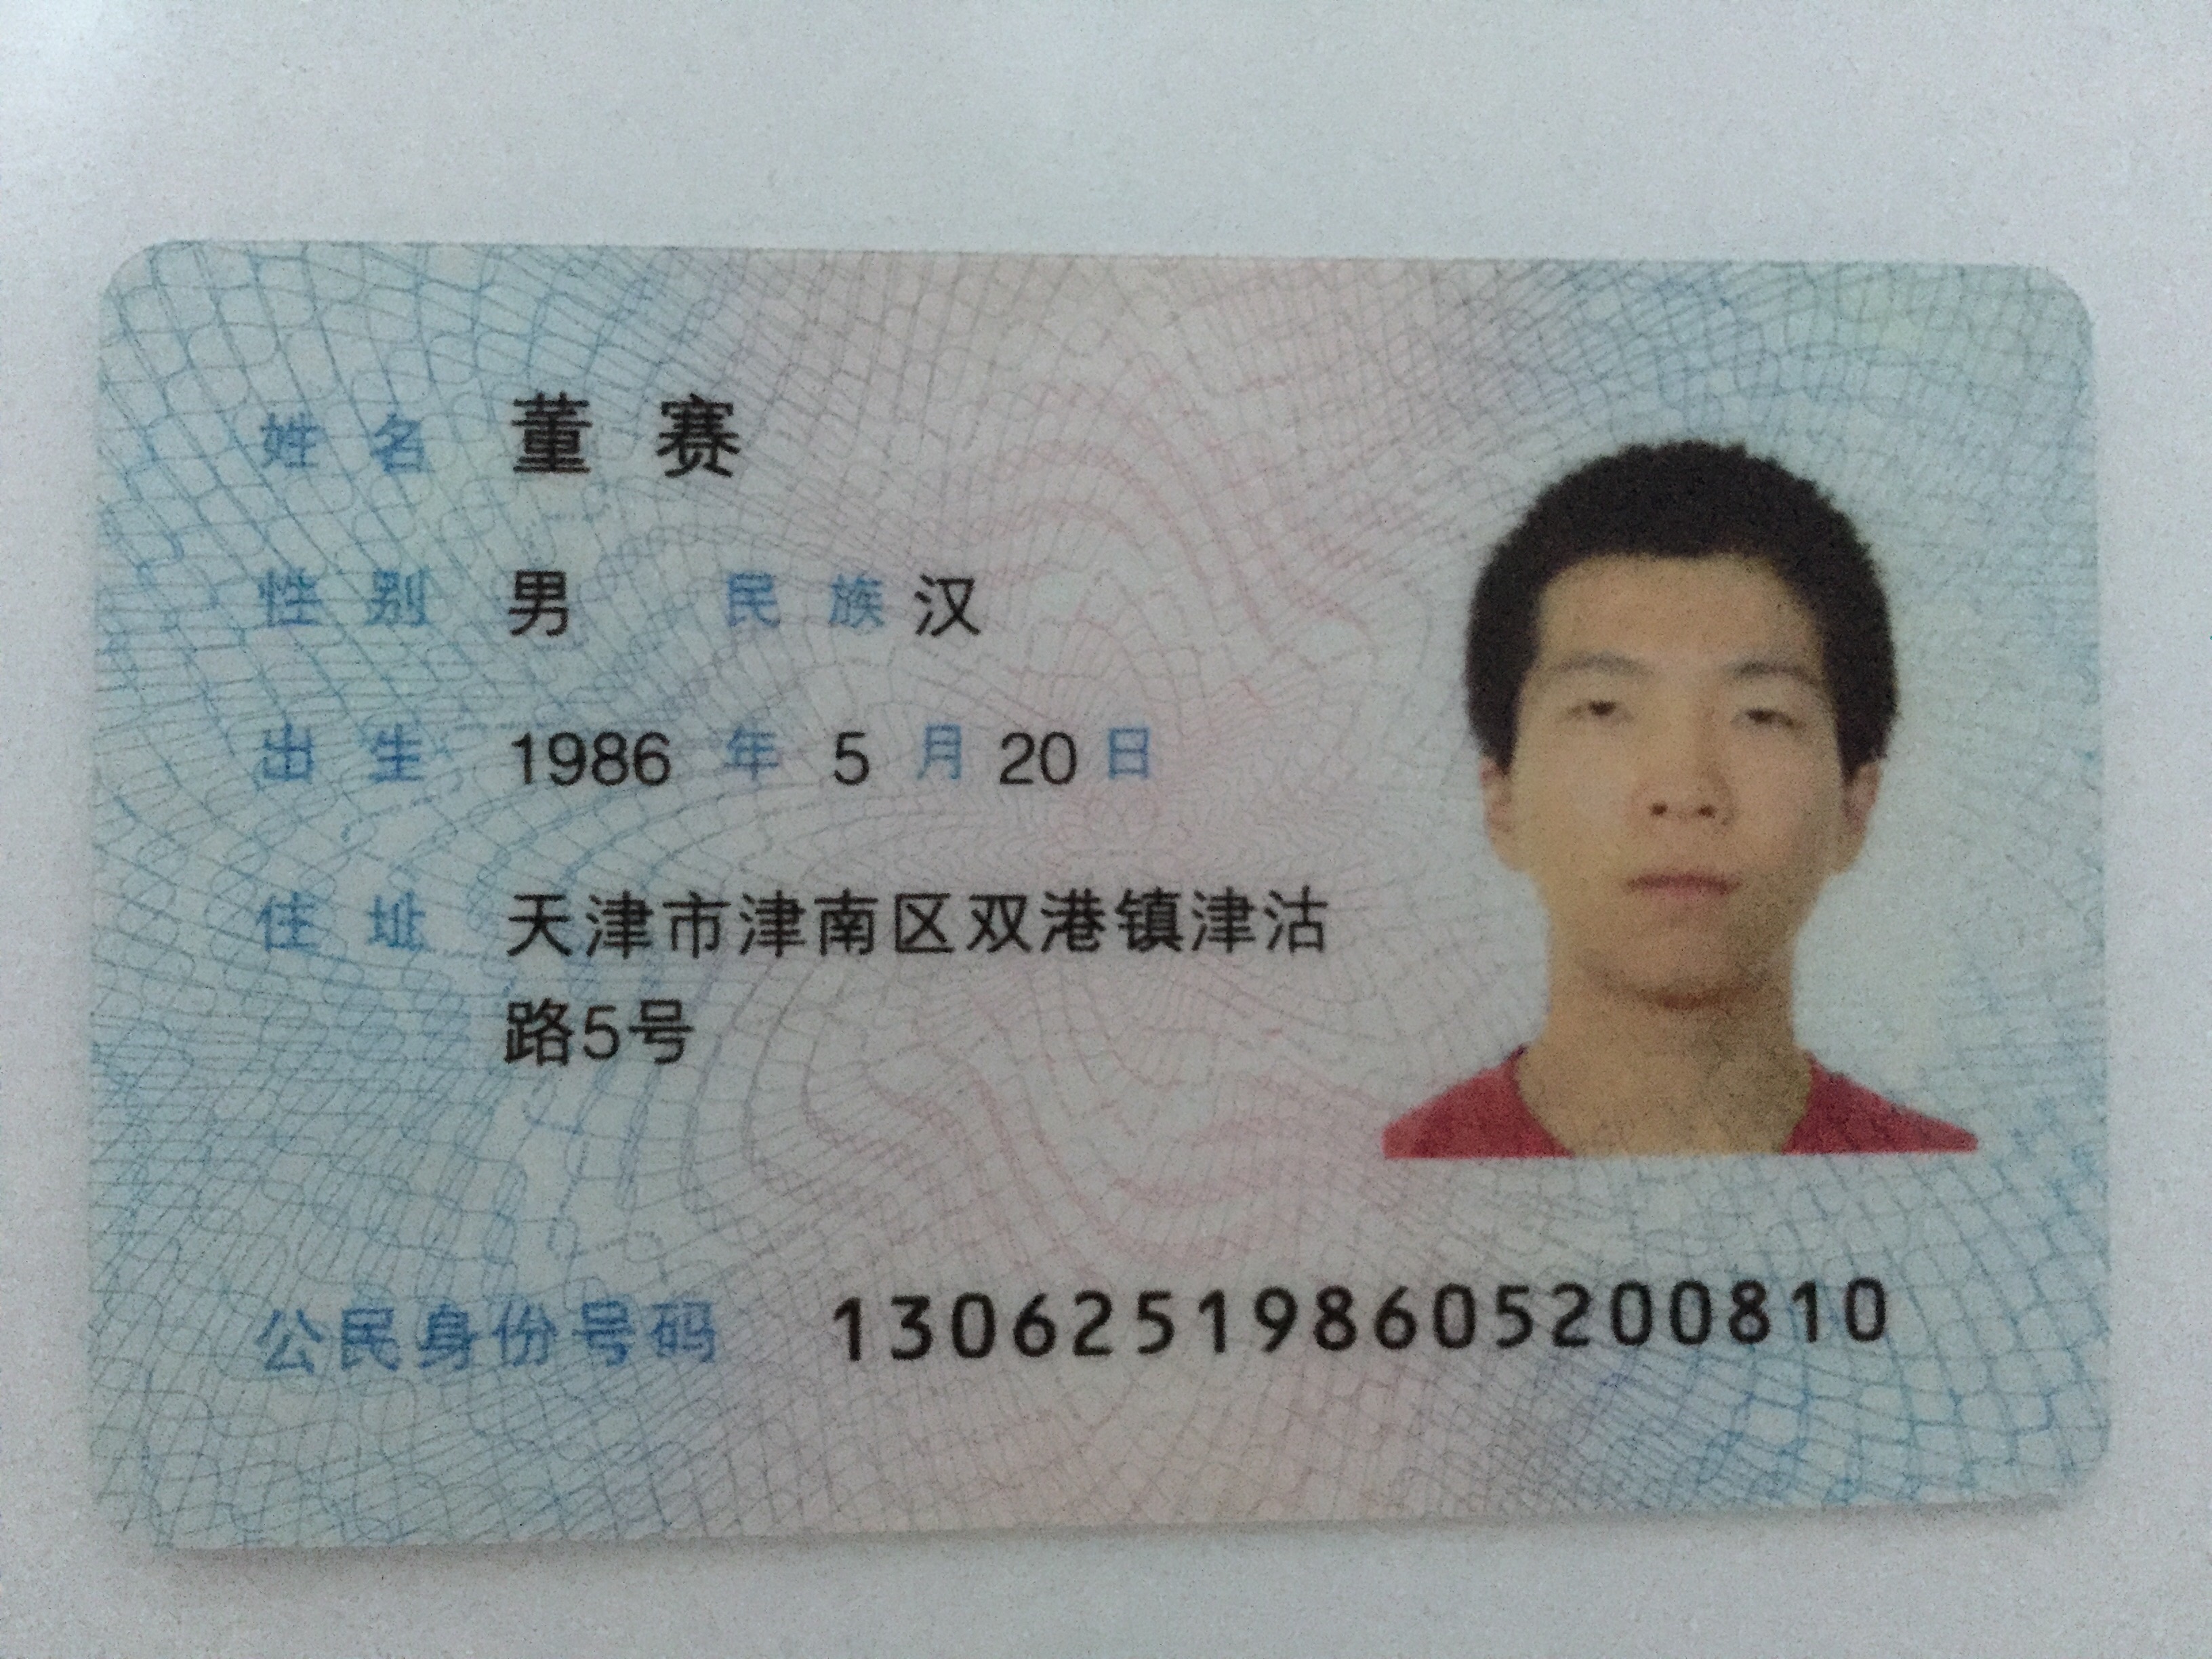 姓名 董赛
性别 男 民族 汉
出生 1986 年 5 月 20 日
住址 天津市津南区双港镇津沽
路5号
公民身份号码 130625198605200810